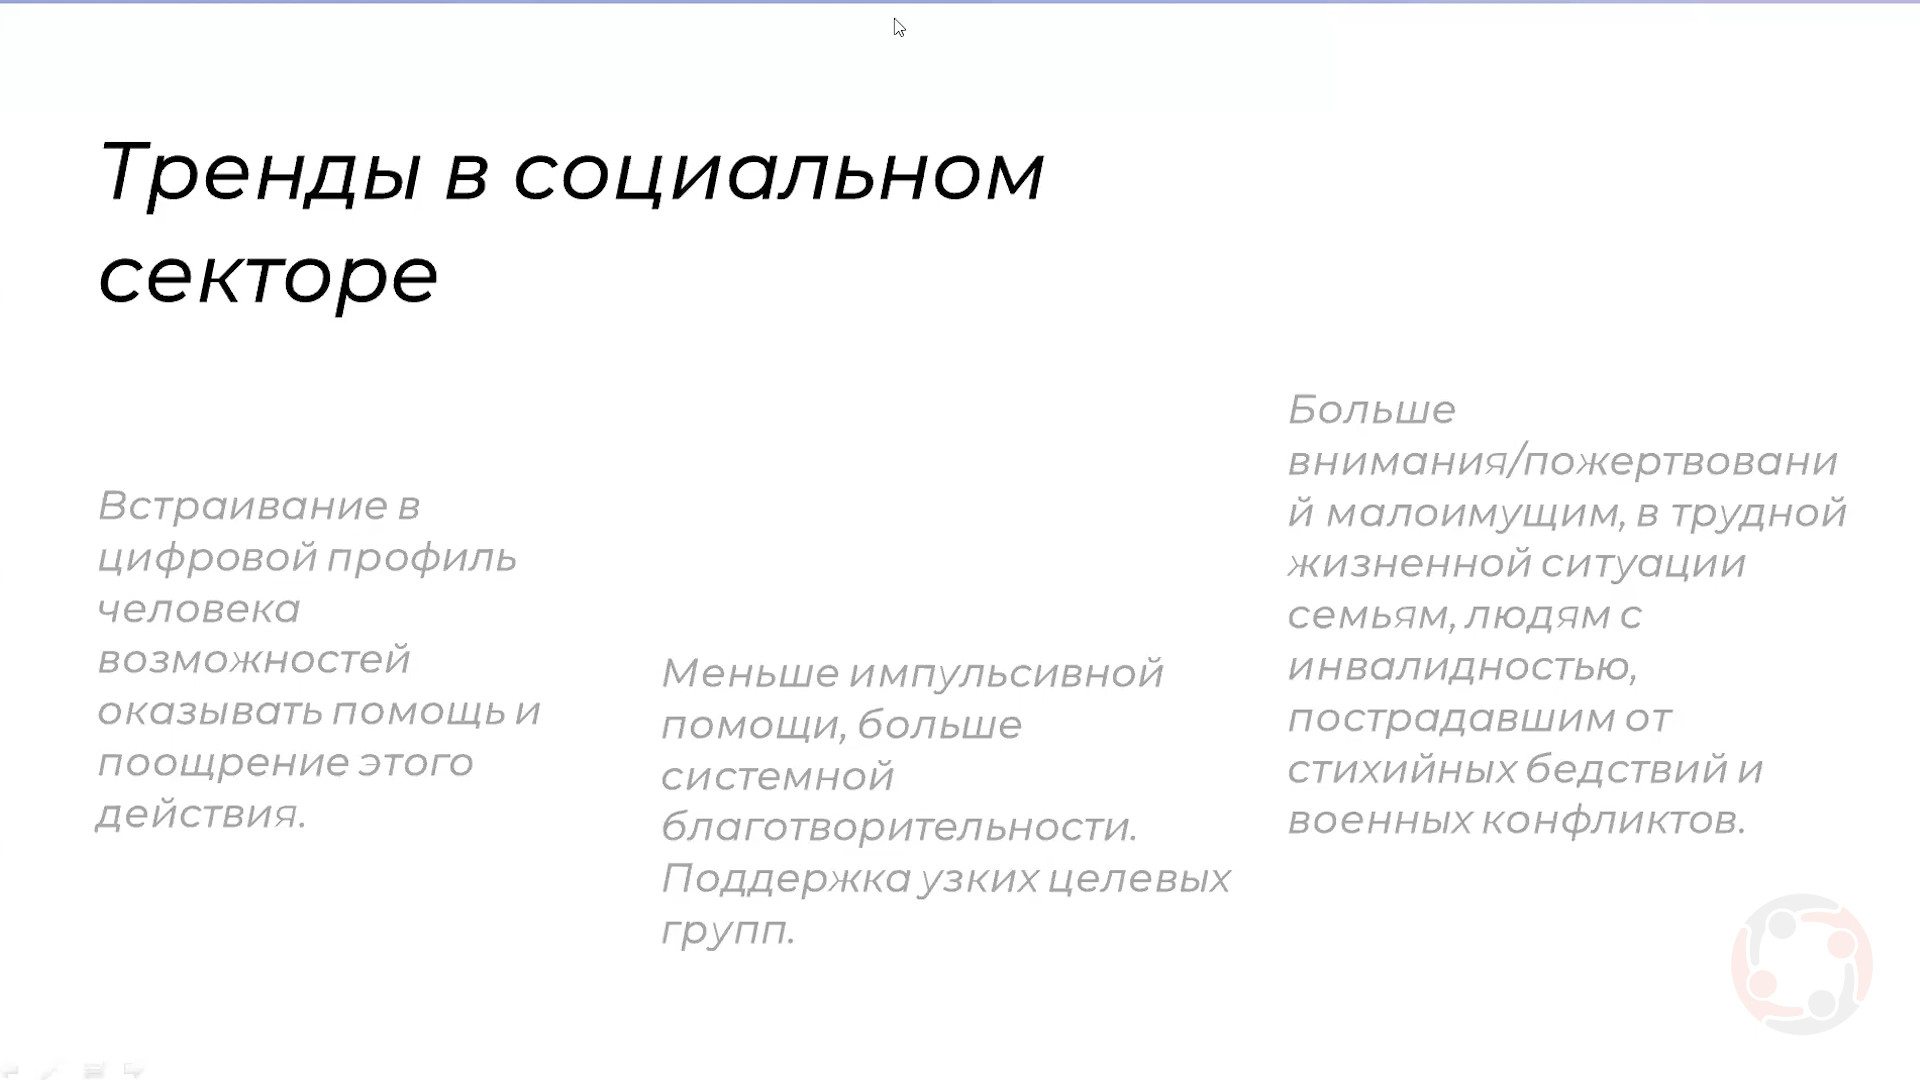 Тренды в социальном
секторе
Встраивание в
цифровой профиль
человека
возможностей
оказывать помощь и
поощрение этого
действия.
Меньше импульсивной
помощи, больше
системной
благотворительности.
Поддержка узких целевых
групп.
Больше
внимания/пожертвовани
й малоимущим, в трудной
жизненной ситуации
семьям, людям с
инвалидностью,
пострадавшим от
стихийных бедствий и
военных конфликтов.